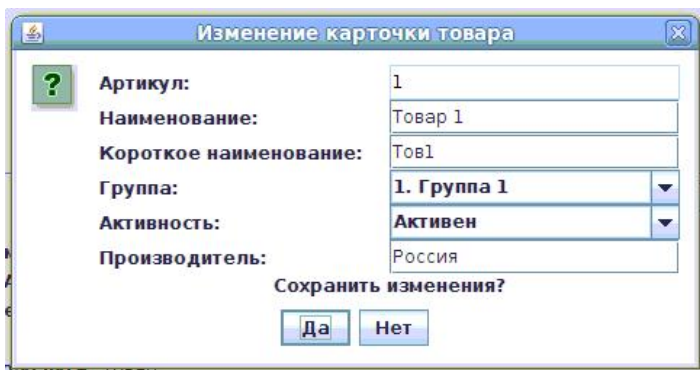 Изменение карточки товара
?
Артикул: 1
Наименование: Товар 1
Короткое наименование: Тов1
Группа: 1. Группа 1
Активность: Активен
Производитель: Россия
Сохранить изменения?
Да Нет